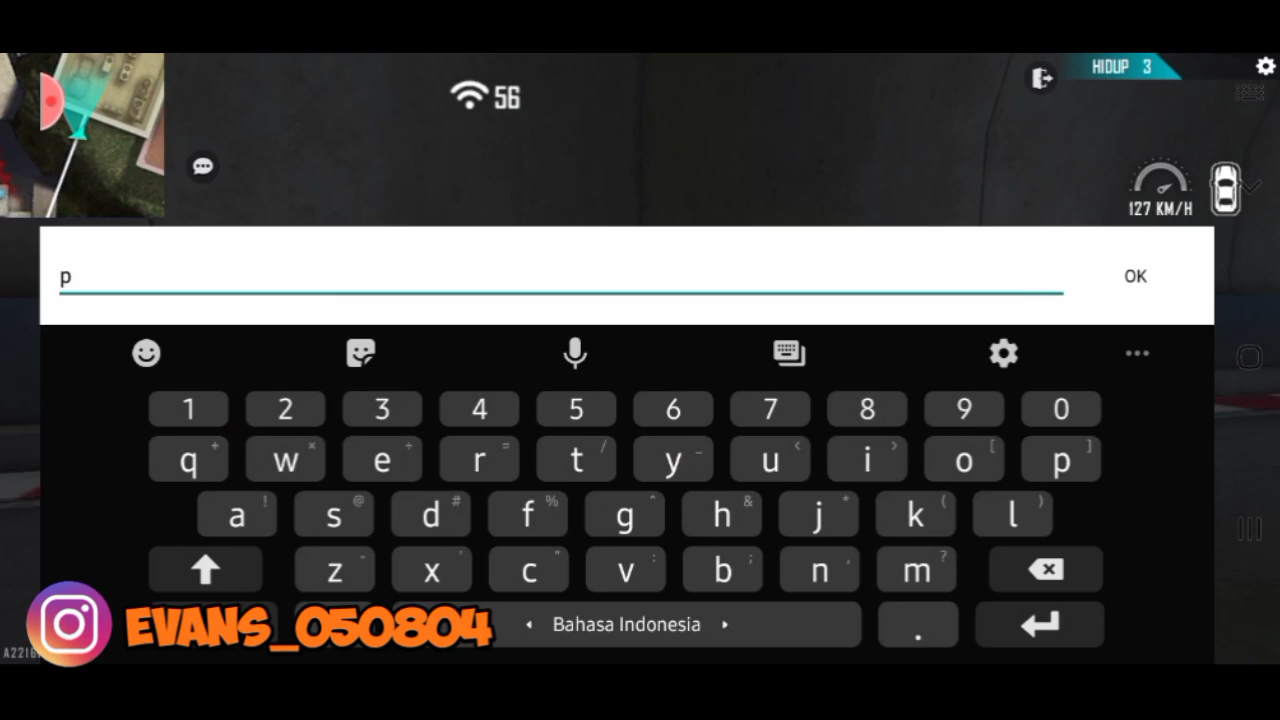 HIDUP 3
56
127 KM/H
p
OK
1 2 3 4 5 6 7 8 9 0
q + w × e ÷ r = t / y _ u < i > o [ p ]
a ! s @ d # f % g ^ h & j * k ( l )
z - x ' c " v : b ; n , m ?
Bahasa Indonesia .
EVANS_050804